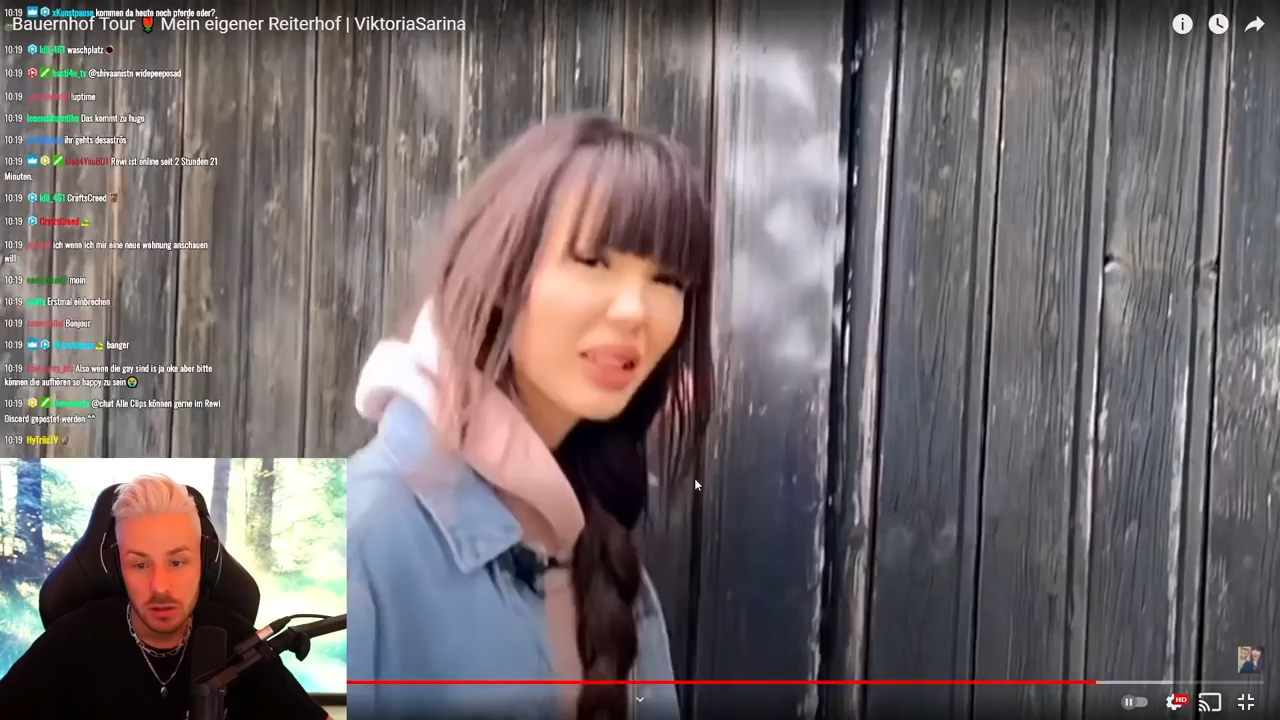 Bauernhof Tour🌹Mein eigener Reiterhof | ViktoriaSarina
10:19 xKunstpause kommen da heute noch pferde oder?
10:19 waschplatz
10:19 @shivaanistn widepeeposad
10:19 !uptime
10:19 Das kommt zu hugo
10:19 ihr gehts desaströs
10:19 Rewi ist online seit 2 Stunden 21
Minuten.
10:19 CraftsCreed
10:19 CraftsCreed
10:19 ich wenn ich mir eine neue wohnung anschauen
will
10:19 moin
10:19 Erstmal einbrechen
10:19 Bonjour
10:19 banger
10:19 Also wenn die gay sind is ja oke aber bitte
können die aufhören so happy zu sein😭
10:19 @chat Alle Clips können gerne im Rewi
Discord gepostet werden ^^
10:19
HD